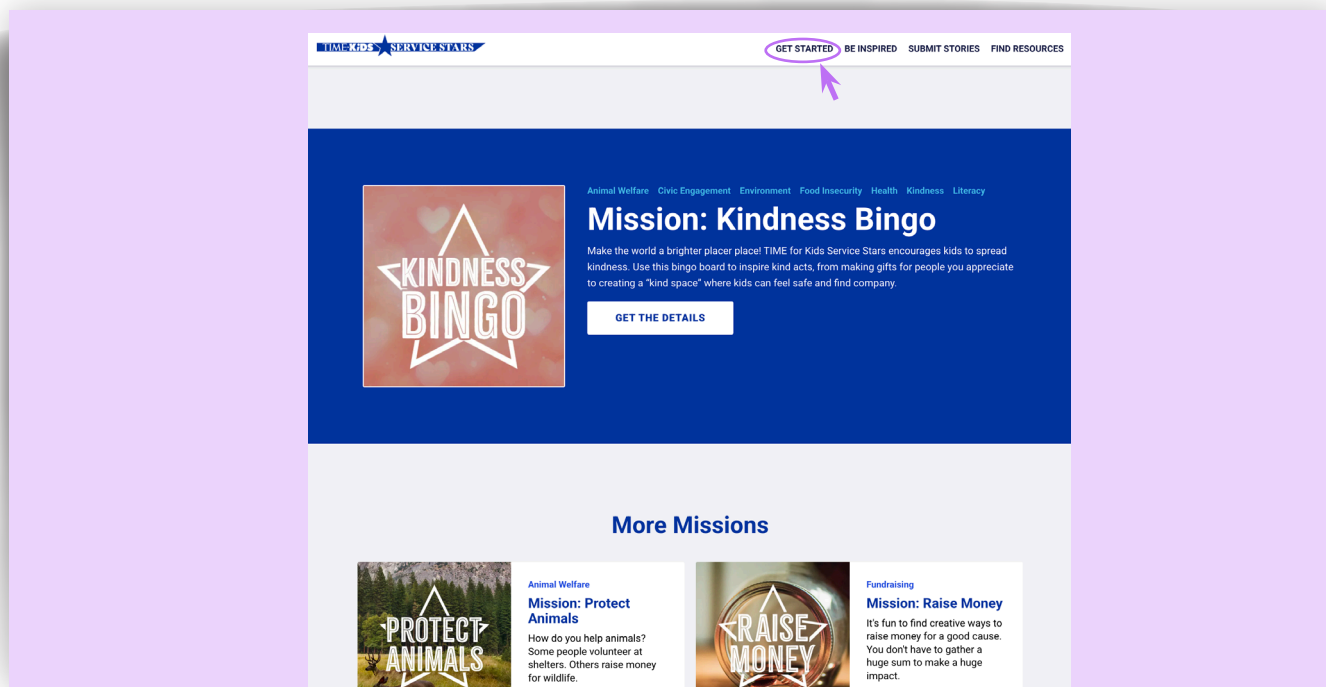 TIME for KIDS SERVICE STARS
GET STARTED BE INSPIRED SUBMIT STORIES FIND RESOURCES
KINDNESS
BINGO
Animal Welfare Civic Engagement Environment Food Insecurity Health Kindness Literacy
Mission: Kindness Bingo
Make the world a brighter placer place! TIME for Kids Service Stars encourages kids to spread
kindness. Use this bingo board to inspire kind acts, from making gifts for people you appreciate
to creating a “kind space” where kids can feel safe and find company.
GET THE DETAILS
More Missions
PROTECT
ANIMALS
Animal Welfare
Mission: Protect
Animals
How do you help animals?
Some people volunteer at
shelters. Others raise money
for wildlife.
RAISE
MONEY
Fundraising
Mission: Raise Money
It's fun to find creative ways to
raise money for a good cause.
You don't have to gather a
huge sum to make a huge
impact.